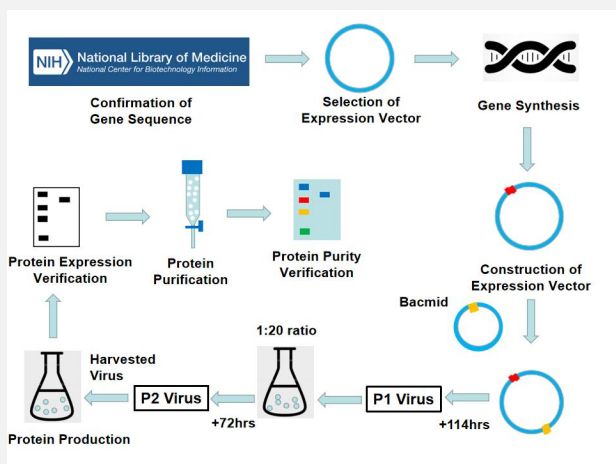 NIH
National Library of Medicine
National Center for Biotechnology Information
Confirmation of
Gene Sequence
Selection of
Expression Vector
Gene Synthesis
Protein Expression
Verification
Protein
Purification
Protein Purity
Verification
Construction of
Expression Vector
Bacmid
1:20 ratio
Harvested
Virus
P2 Virus
+72hrs
P1 Virus
+114hrs
Protein Production